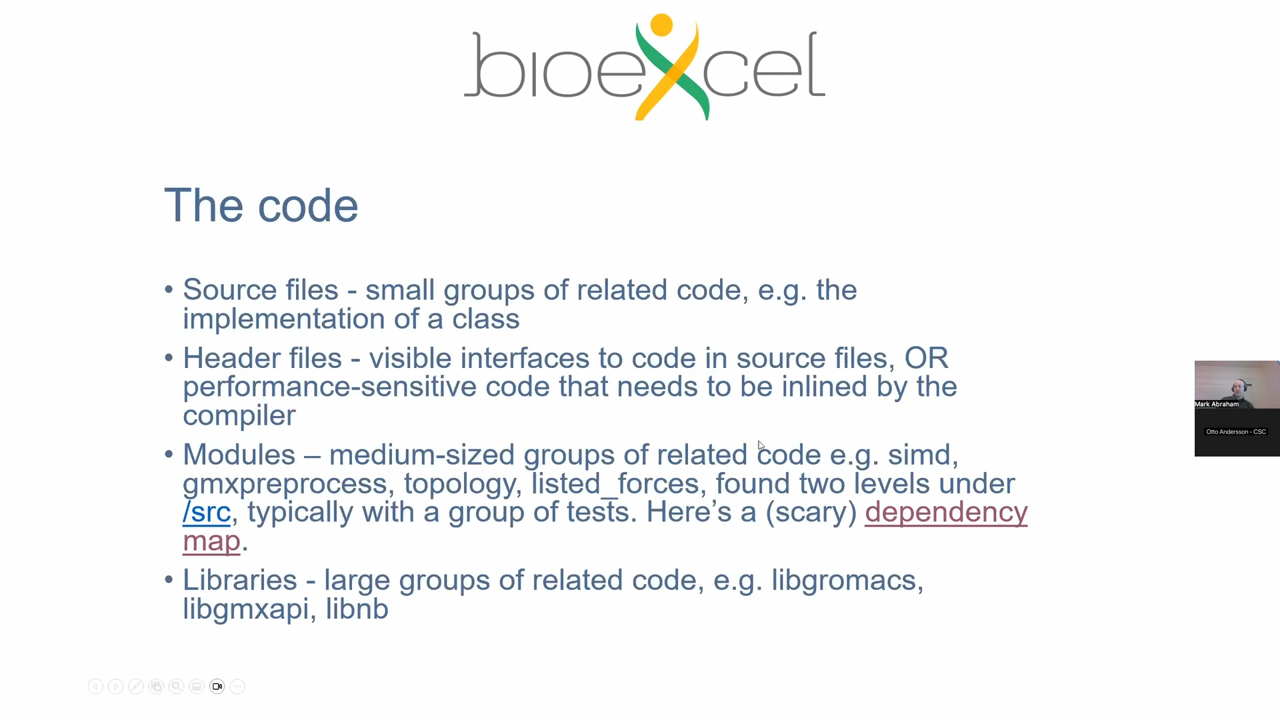 bioexcel
The code
• Source files - small groups of related code, e.g. the
implementation of a class
• Header files - visible interfaces to code in source files, OR
performance-sensitive code that needs to be inlined by the
compiler
• Modules – medium-sized groups of related code e.g. simd,
gmxpreprocess, topology, listed_forces, found two levels under
/src, typically with a group of tests. Here’s a (scary) dependency
map.
• Libraries - large groups of related code, e.g. libgromacs,
libgmxapi, libnb
Mark Abraham
Otto Andersson - CSC